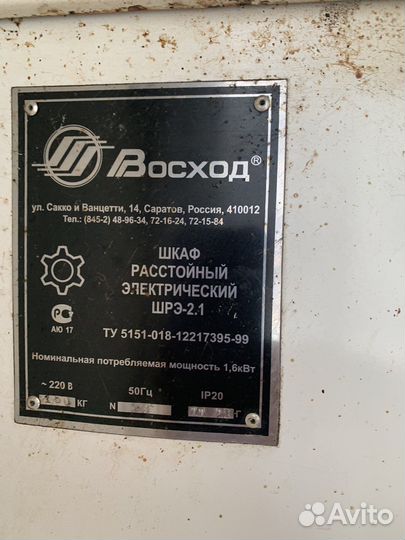 Восход®
ул. Сакко и Ванцетти, 14, Саратов, Россия, 410012
Тел.: (845-2) 48-96-34, 72-16-24, 72-15-84
ШКАФ
РАССТОЙНЫЙ
ЭЛЕКТРИЧЕСКИЙ
ШРЭ-2.1
АЮ 17
ТУ 5151-018-12217395-99
Номинальная потребляемая мощность 1,6кВт
~ 220 В 50Гц IP20
КГ N Г
Avito